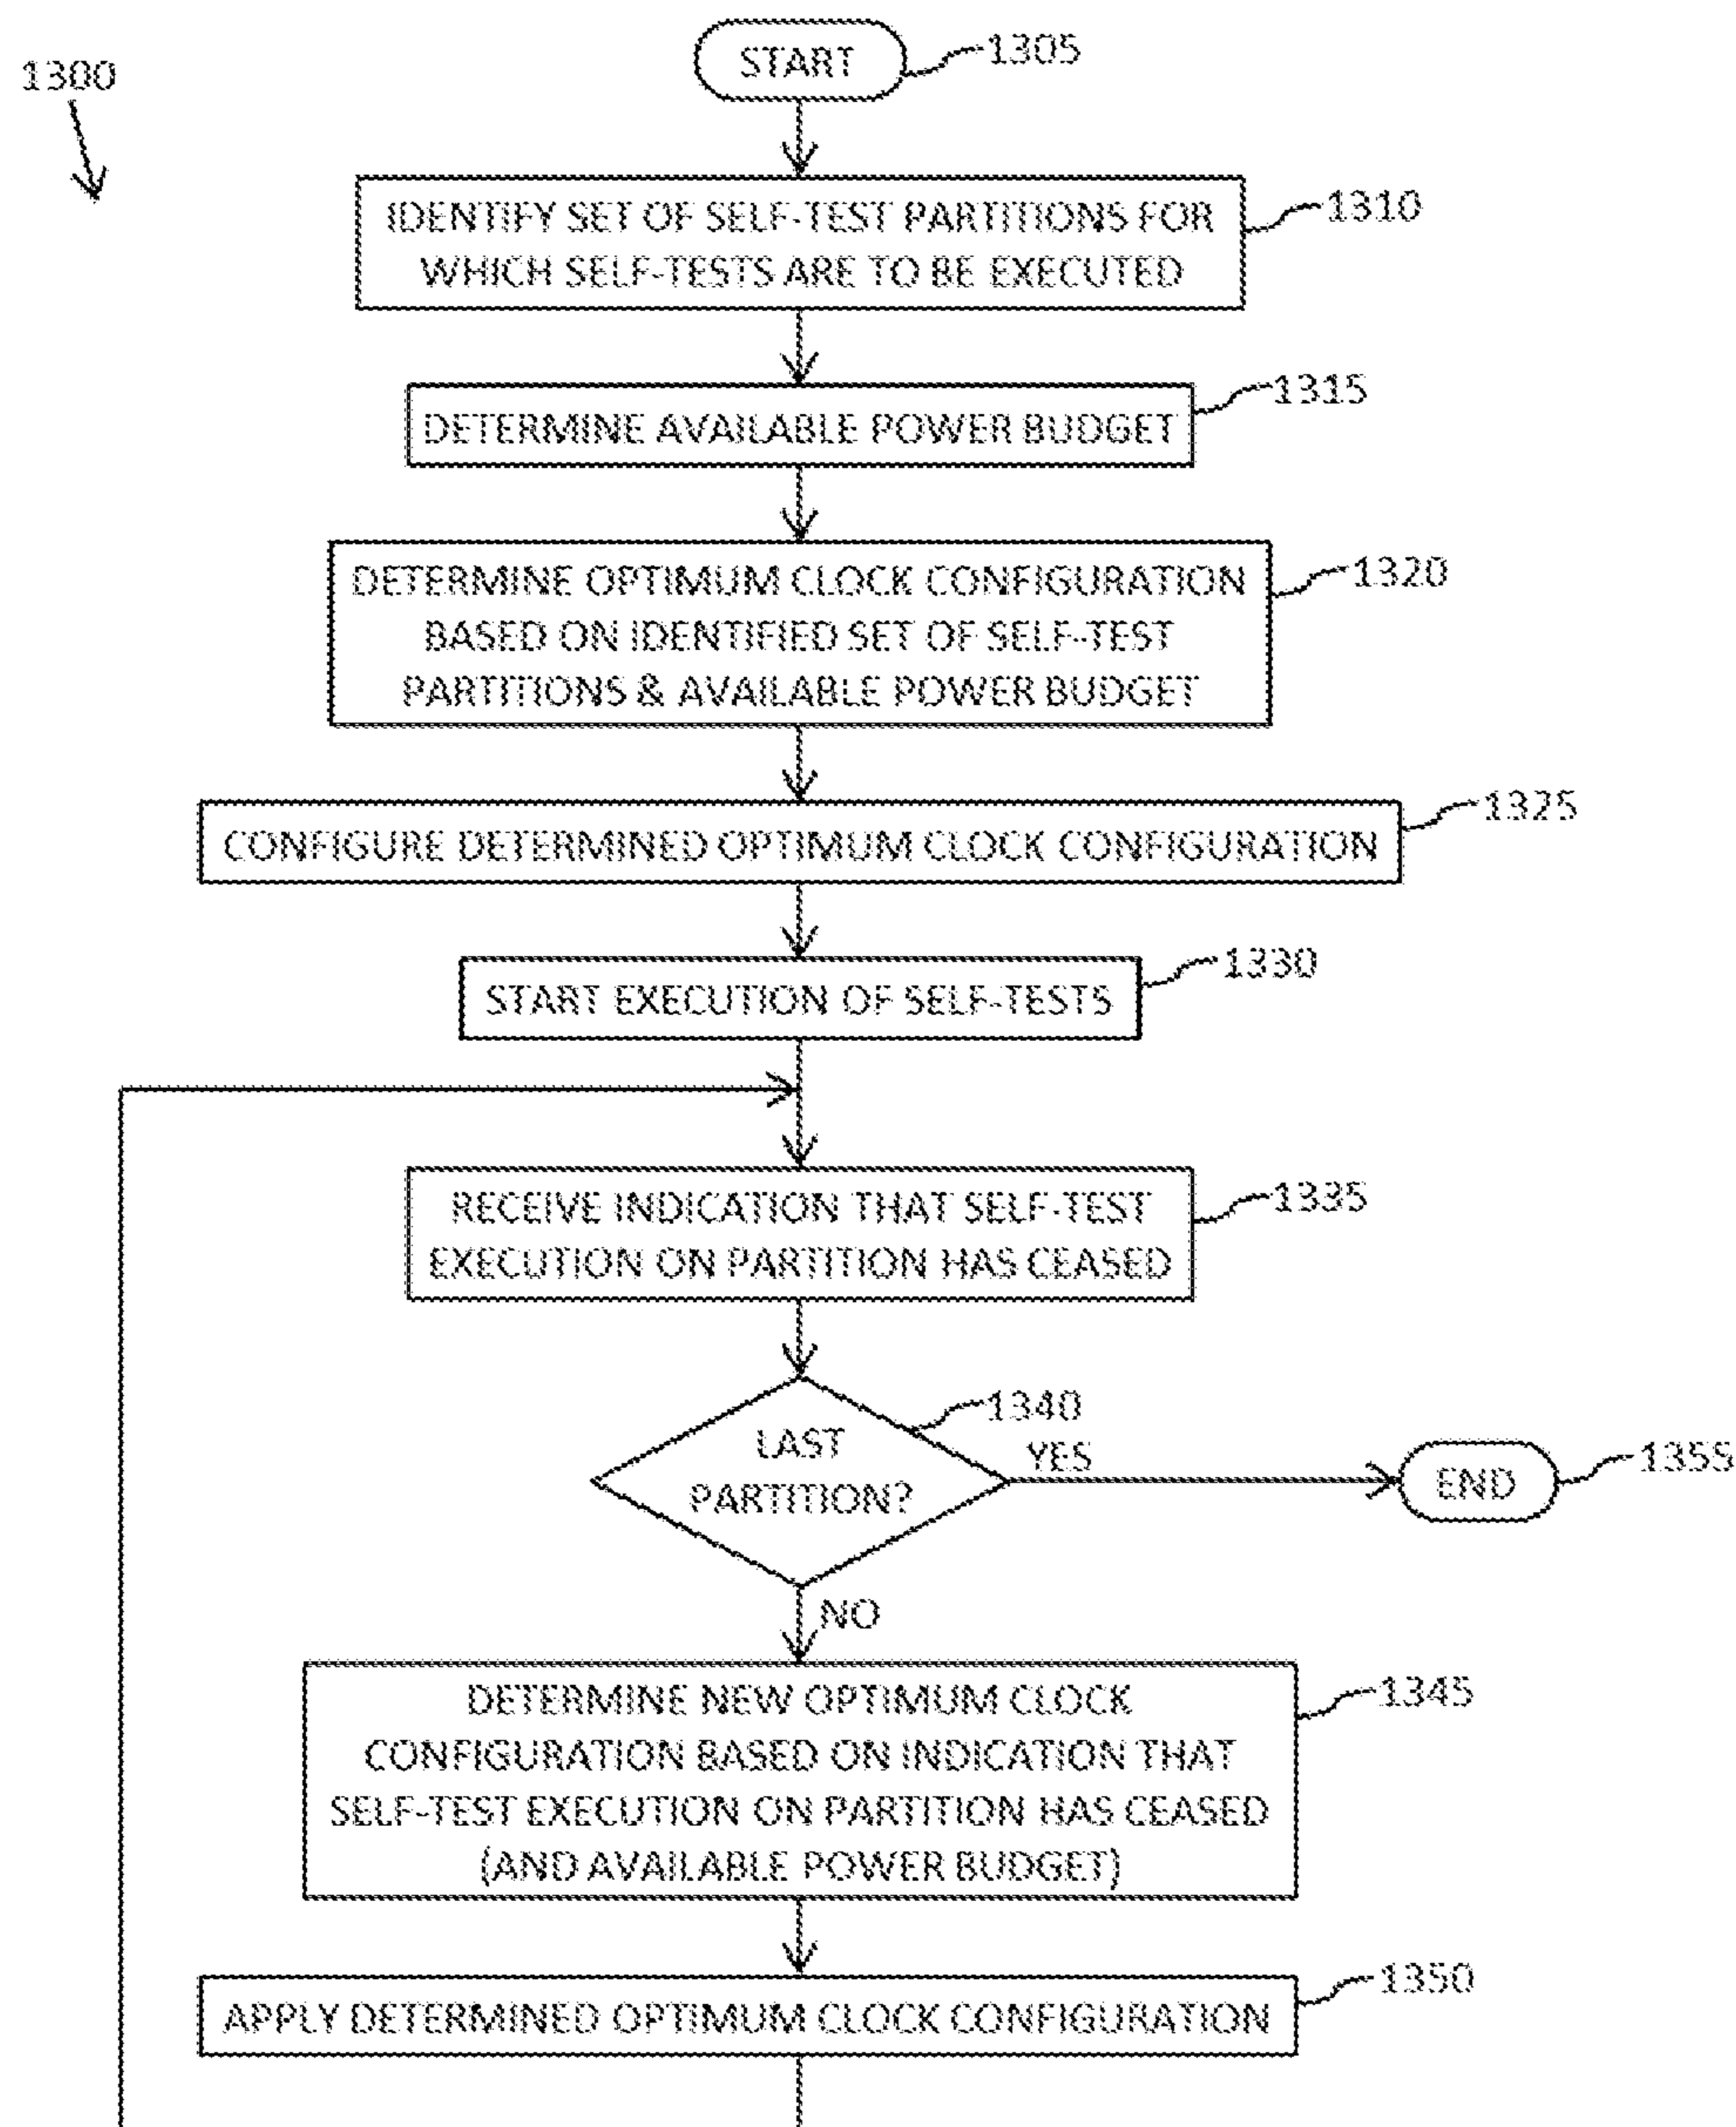 1300
START
1305
IDENTIFY SET OF SELF-TEST PARTITIONS FOR
WHICH SELF-TESTS ARE TO BE EXECUTED
1310
DETERMINE AVAILABLE POWER BUDGET
1315
DETERMINE OPTIMUM CLOCK CONFIGURATION
BASED ON IDENTIFIED SET OF SELF-TEST
PARTITIONS & AVAILABLE POWER BUDGET
1320
CONFIGURE DETERMINED OPTIMUM CLOCK CONFIGURATION
1325
START EXECUTION OF SELF-TESTS
1330
RECEIVE INDICATION THAT SELF-TEST
EXECUTION ON PARTITION HAS CEASED
1335
LAST
PARTITION?
1340
YES
END
1355
NO
DETERMINE NEW OPTIMUM CLOCK
CONFIGURATION BASED ON INDICATION THAT
SELF-TEST EXECUTION ON PARTITION HAS CEASED
(AND AVAILABLE POWER BUDGET)
1345
APPLY DETERMINED OPTIMUM CLOCK CONFIGURATION
1350